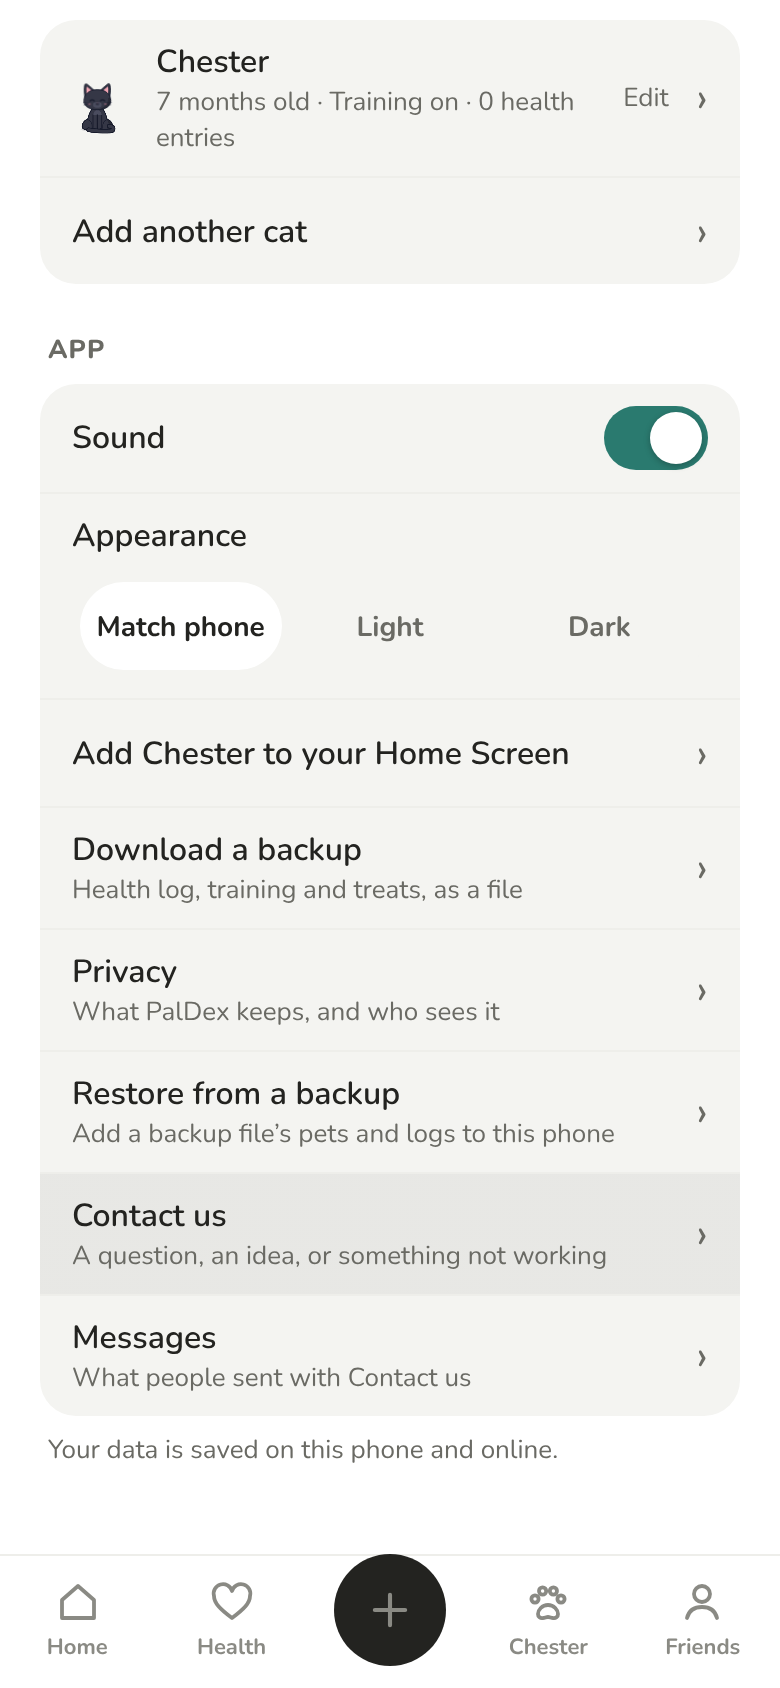 Chester
7 months old · Training on · 0 health
entries
Edit
Add another cat
APP
Sound
Appearance
Match phone
Light
Dark
Add Chester to your Home Screen
Download a backup
Health log, training and treats, as a file
Privacy
What PalDex keeps, and who sees it
Restore from a backup
Add a backup file’s pets and logs to this phone
Contact us
A question, an idea, or something not working
Messages
What people sent with Contact us
Your data is saved on this phone and online.
Home
Health
Chester
Friends